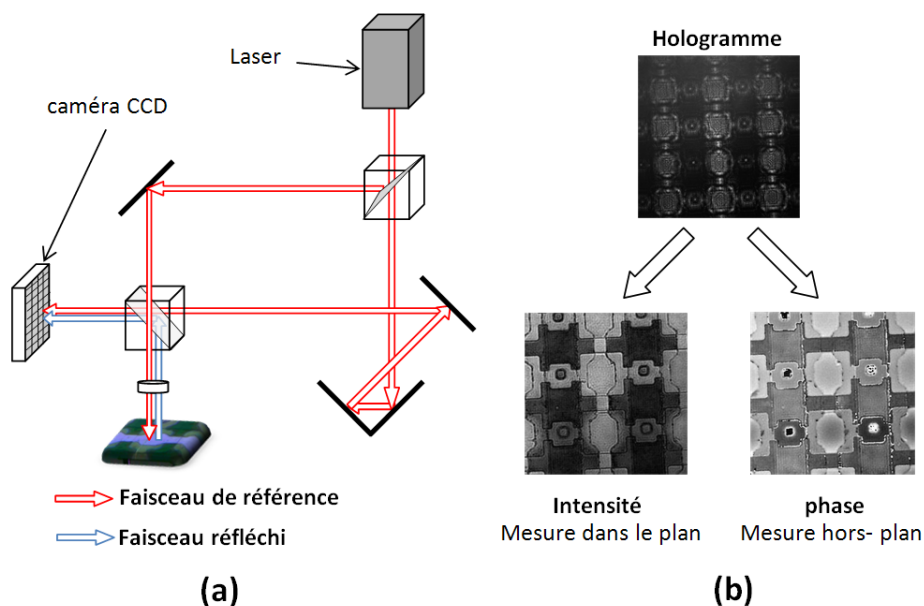 Laser
caméra CCD
Faisceau de référence
Faisceau réfléchi
(a)
Hologramme
Intensité
Mesure dans le plan
phase
Mesure hors- plan
(b)